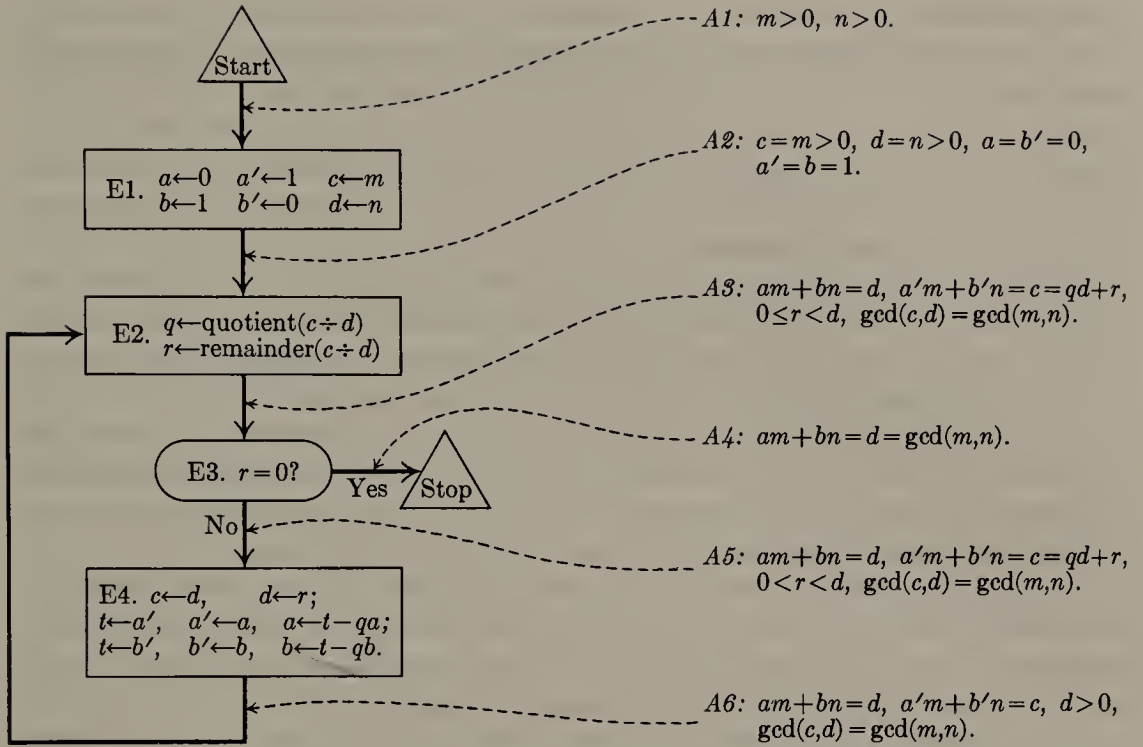 Start
A1: m>0, n>0.
E1. a←0 a′←1 c←m
b←1 b′←0 d←n
A2: c=m>0, d=n>0, a=b′=0,
a′=b=1.
E2. q←quotient(c÷d)
r←remainder(c÷d)
A3: am+bn=d, a′m+b′n=c=qd+r,
0≤r<d, gcd(c,d)=gcd(m,n).
E3. r=0?
Yes
Stop
A4: am+bn=d=gcd(m,n).
No
A5: am+bn=d, a′m+b′n=c=qd+r,
0<r<d, gcd(c,d)=gcd(m,n).
E4. c←d, d←r;
t←a′, a′←a, a←t−qa;
t←b′, b′←b, b←t−qb.
A6: am+bn=d, a′m+b′n=c, d>0,
gcd(c,d)=gcd(m,n).